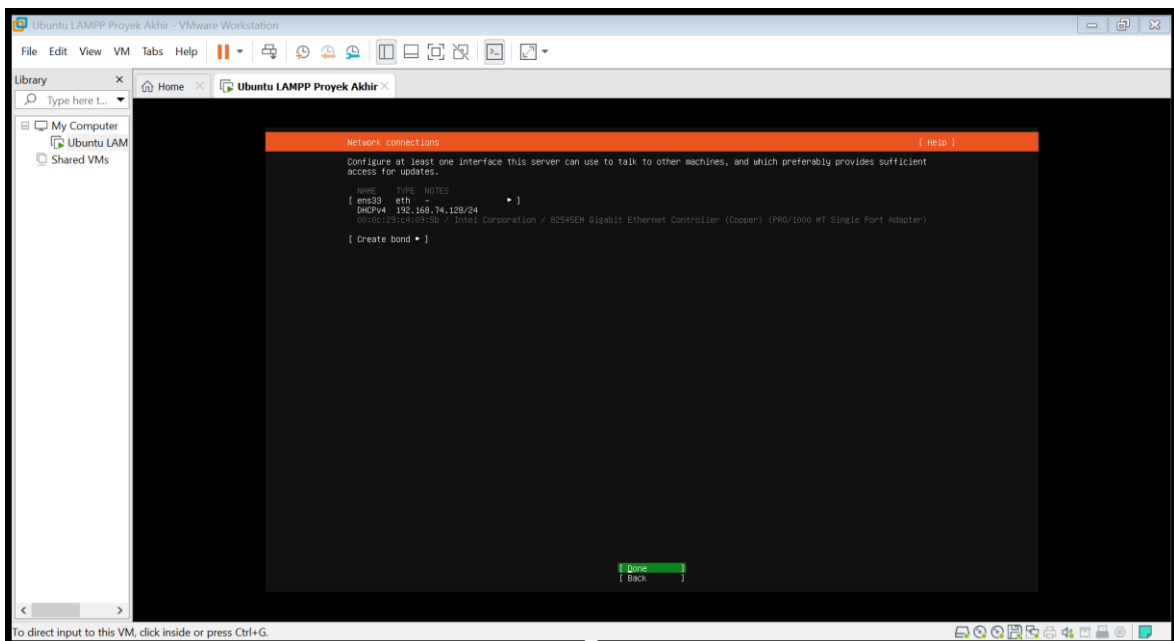 Ubuntu LAMPP Proyek Akhir - VMware Workstation
File Edit View VM Tabs Help
Library
Home
Ubuntu LAMPP Proyek Akhir
Type here t...
My Computer
Ubuntu LAM
Shared VMs
Network connections [ Help ]
Configure at least one interface this server can use to talk to other machines, and which preferably provides sufficient
access for updates.
NAME TYPE NOTES
[ ens33 eth - ▸ ]
DHCPv4 192.168.74.128/24
00:0c:29:c4:09:5b / Intel Corporation / 82545EM Gigabit Ethernet Controller (Copper) (PRO/1000 MT Single Port Adapter)
[ Create bond ▸ ]
[ Done ]
[ Back ]
To direct input to this VM, click inside or press Ctrl+G.